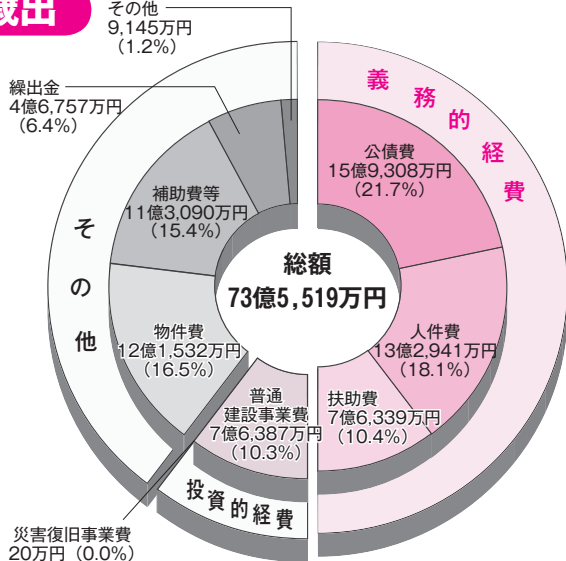 歳出
その他
9,145万円
(1.2%)
繰出金
4億6,757万円
(6.4%)
補助費等
11億3,090万円
(15.4%)
物件費
12億1,532万円
(16.5%)
その他
災害復旧事業費
20万円 (0.0%)
普通
建設事業費
7億6,387万円
(10.3%)
投資的経費
総額
73億5,519万円
義務的経費
公債費
15億9,308万円
(21.7%)
人件費
13億2,941万円
(18.1%)
扶助費
7億6,339万円
(10.4%)